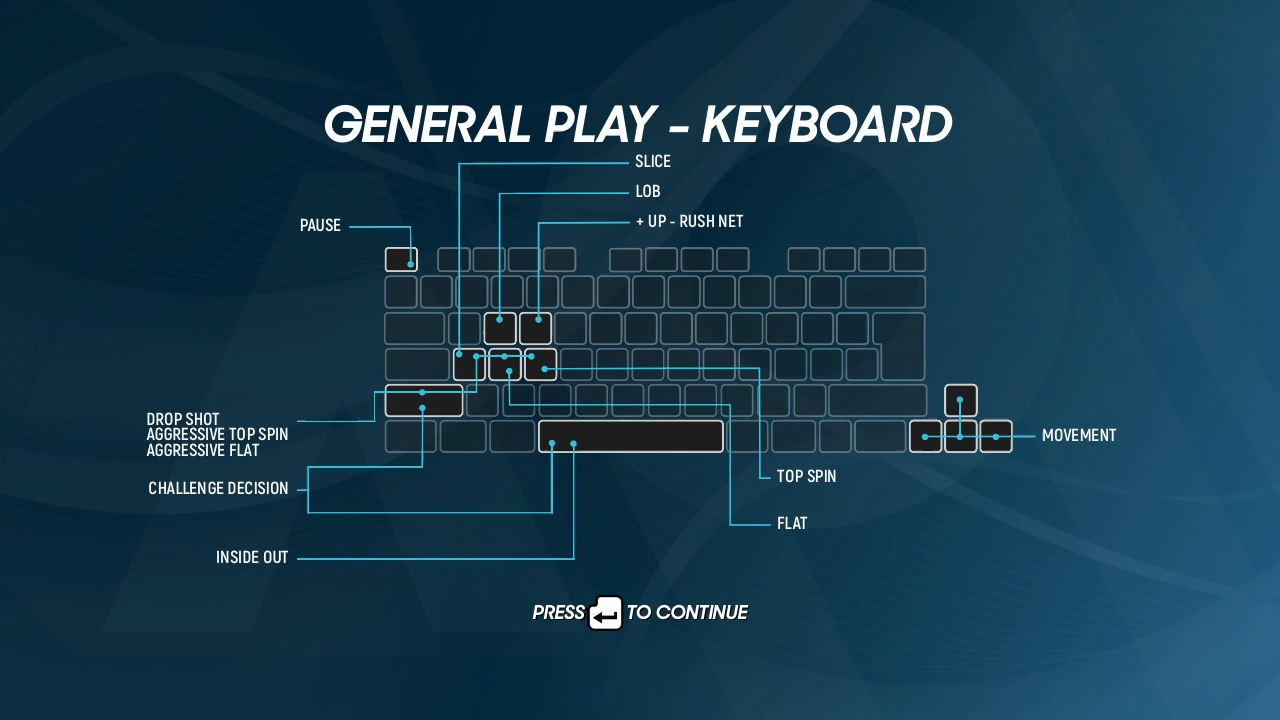 GENERAL PLAY - KEYBOARD
SLICE
LOB
+ UP - RUSH NET
PAUSE
DROP SHOT
AGGRESSIVE TOP SPIN
AGGRESSIVE FLAT
MOVEMENT
CHALLENGE DECISION
TOP SPIN
FLAT
INSIDE OUT
PRESS TO CONTINUE